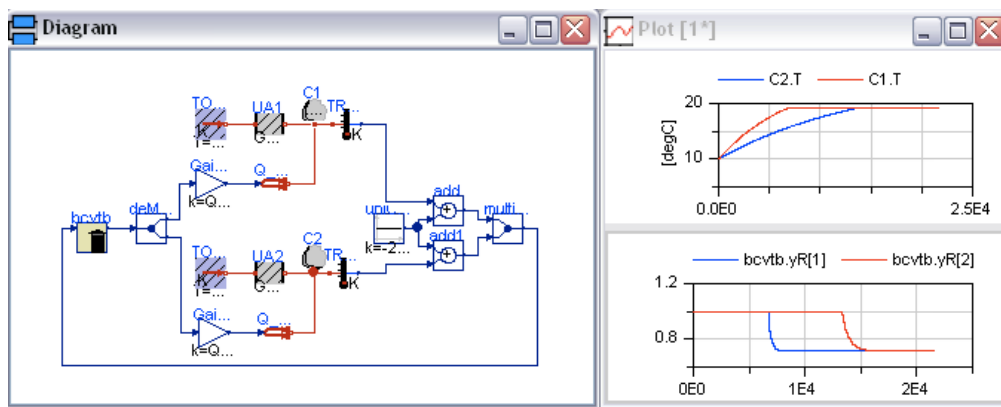 Diagram
TO...
UA1
G...
C1
TR...
K
Gai...
k=Q...
Q_...
bcvtb
deM...
add
multi...
add1
k=-2...
TO...
UA2
G...
C2
TR...
K
Gai...
k=Q...
Q_...
Plot [1*]
C2.T C1.T
20
[degC]
10
0.0E0 2.5E4
bcvtb.yR[1] bcvtb.yR[2]
1.2
0.8
0E0 1E4 2E4